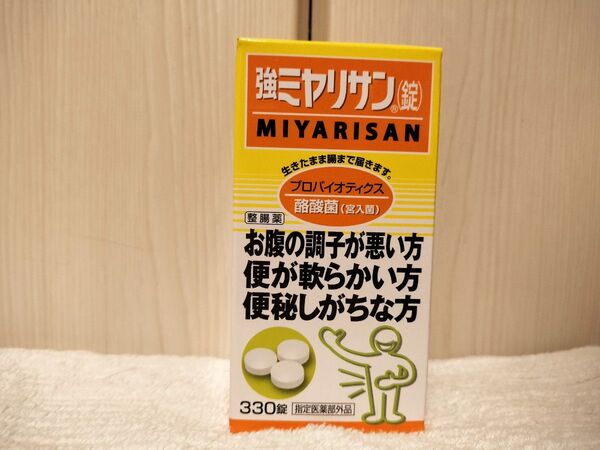 強ミヤリサン®(錠)
MIYARISAN
生きたまま腸まで届きます。
プロバイオティクス
酪酸菌(宮入菌)
整腸薬
お腹の調子が悪い方
便が軟らかい方
便秘しがちな方
330錠 指定医薬部外品